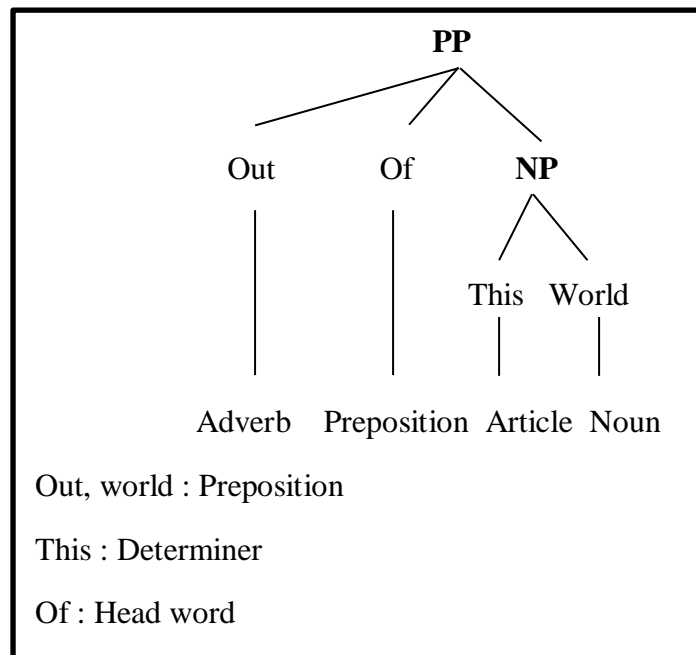 PP
Out Of NP
This World
Adverb Preposition Article Noun
Out, world : Preposition
This : Determiner
Of : Head word